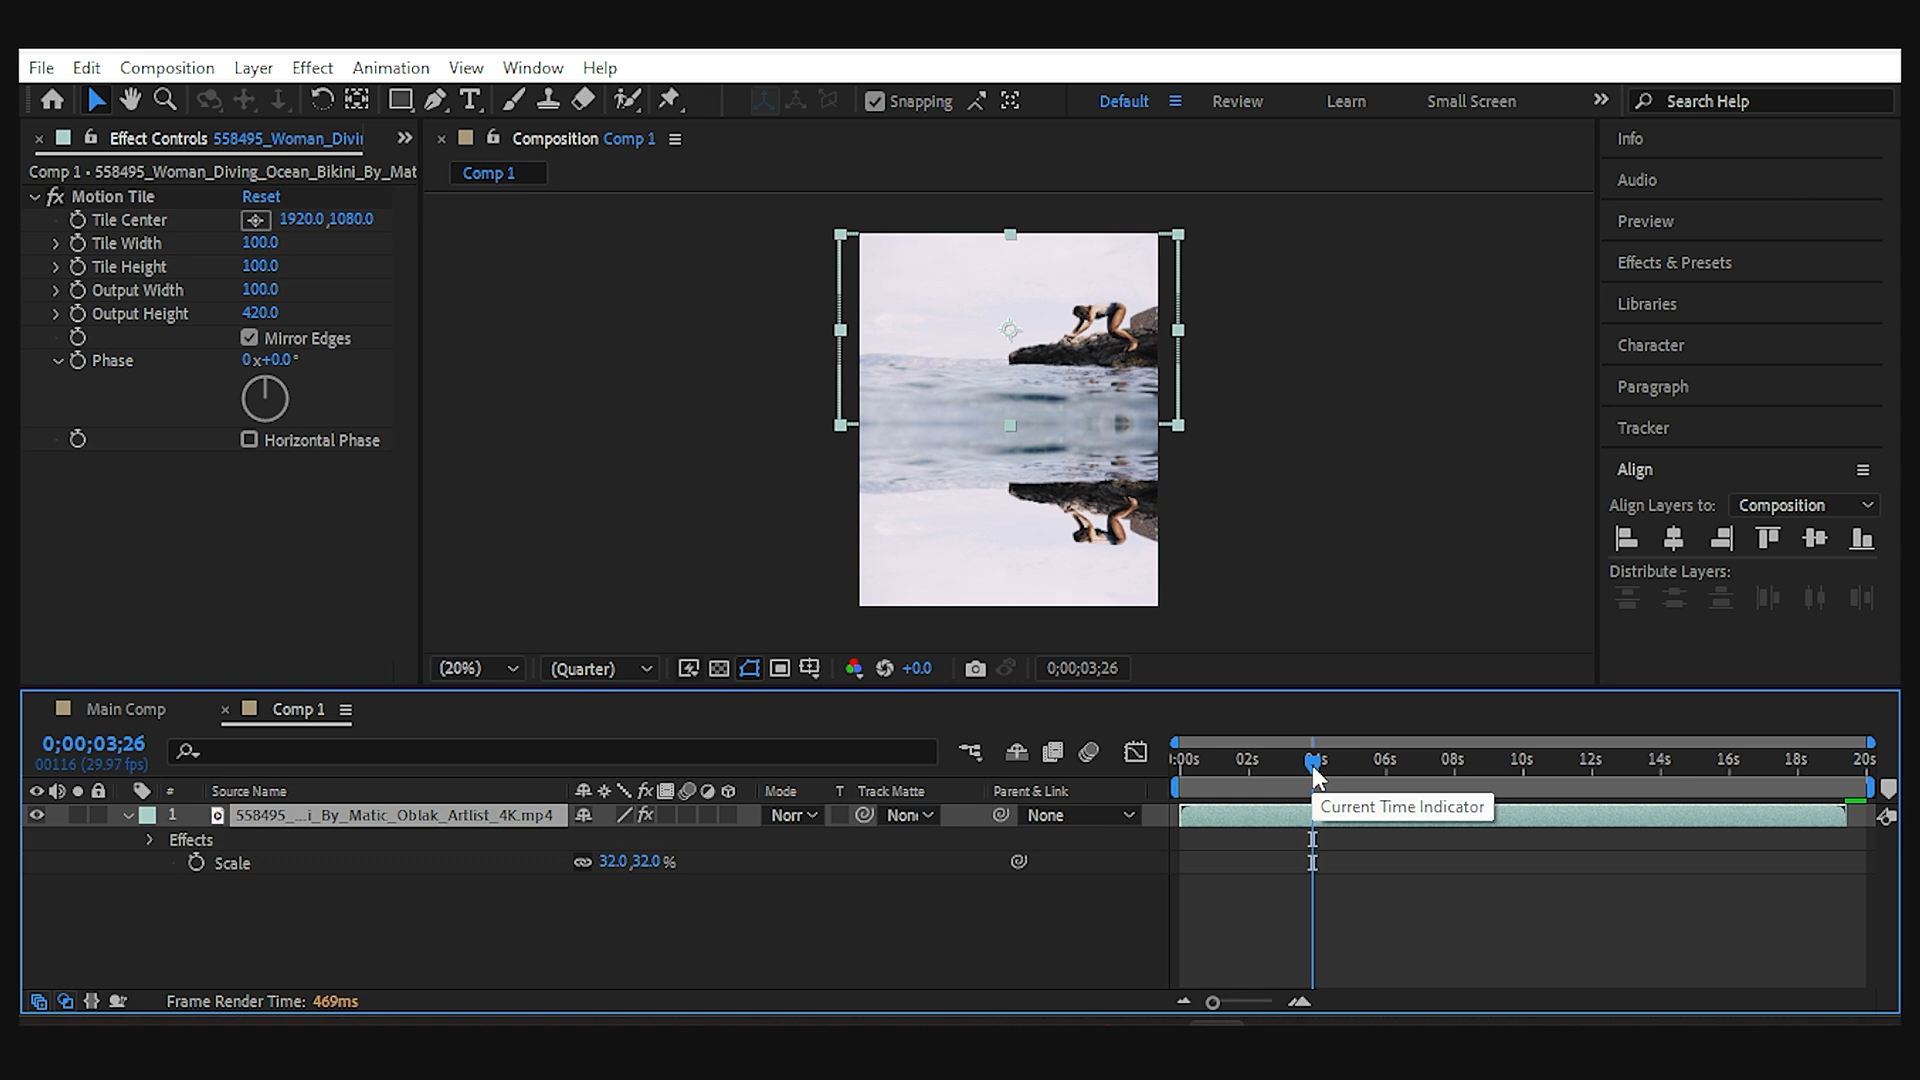 File Edit Composition Layer Effect Animation View Window Help
Snapping Default Review Learn Small Screen Search Help
Effect Controls 558495_Woman_Divi
Comp 1 • 558495_Woman_Diving_Ocean_Bikini_By_Mat
fx Motion Tile Reset
Tile Center 1920.0,1080.0
Tile Width 100.0
Tile Height 100.0
Output Width 100.0
Output Height 420.0
Mirror Edges
Phase 0x+0.0°
Horizontal Phase
Composition Comp 1
Comp 1
(20%) (Quarter) +0.0 0;00;03;26
Info
Audio
Preview
Effects & Presets
Libraries
Character
Paragraph
Tracker
Align
Align Layers to: Composition
Distribute Layers:
Main Comp Comp 1
0;00;03;26
00116 (29.97 fps)
:00s 02s 06s 08s 10s 12s 14s 16s 18s 20s
# Source Name fx Mode T Track Matte Parent & Link
1 558495_...i_By_Matic_Oblak_Artlist_4K.mp4 fx Norr Non None
Current Time Indicator
Effects
Scale 32.0,32.0%
Frame Render Time: 469ms